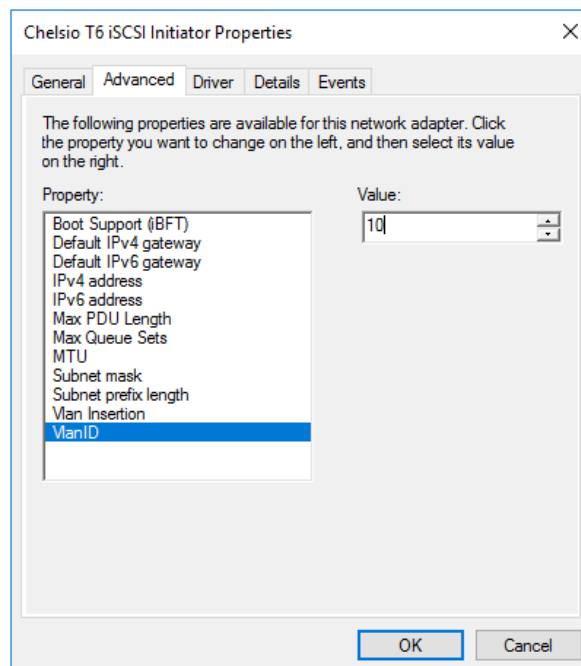 Chelsio T6 iSCSI Initiator Properties
General Advanced Driver Details Events
The following properties are available for this network adapter. Click
the property you want to change on the left, and then select its value
on the right.
Property:
Value:
Boot Support (iBFT)
Default IPv4 gateway
Default IPv6 gateway
IPv4 address
IPv6 address
Max PDU Length
Max Queue Sets
MTU
Subnet mask
Subnet prefix length
Vlan Insertion
VlanID
10
OK
Cancel